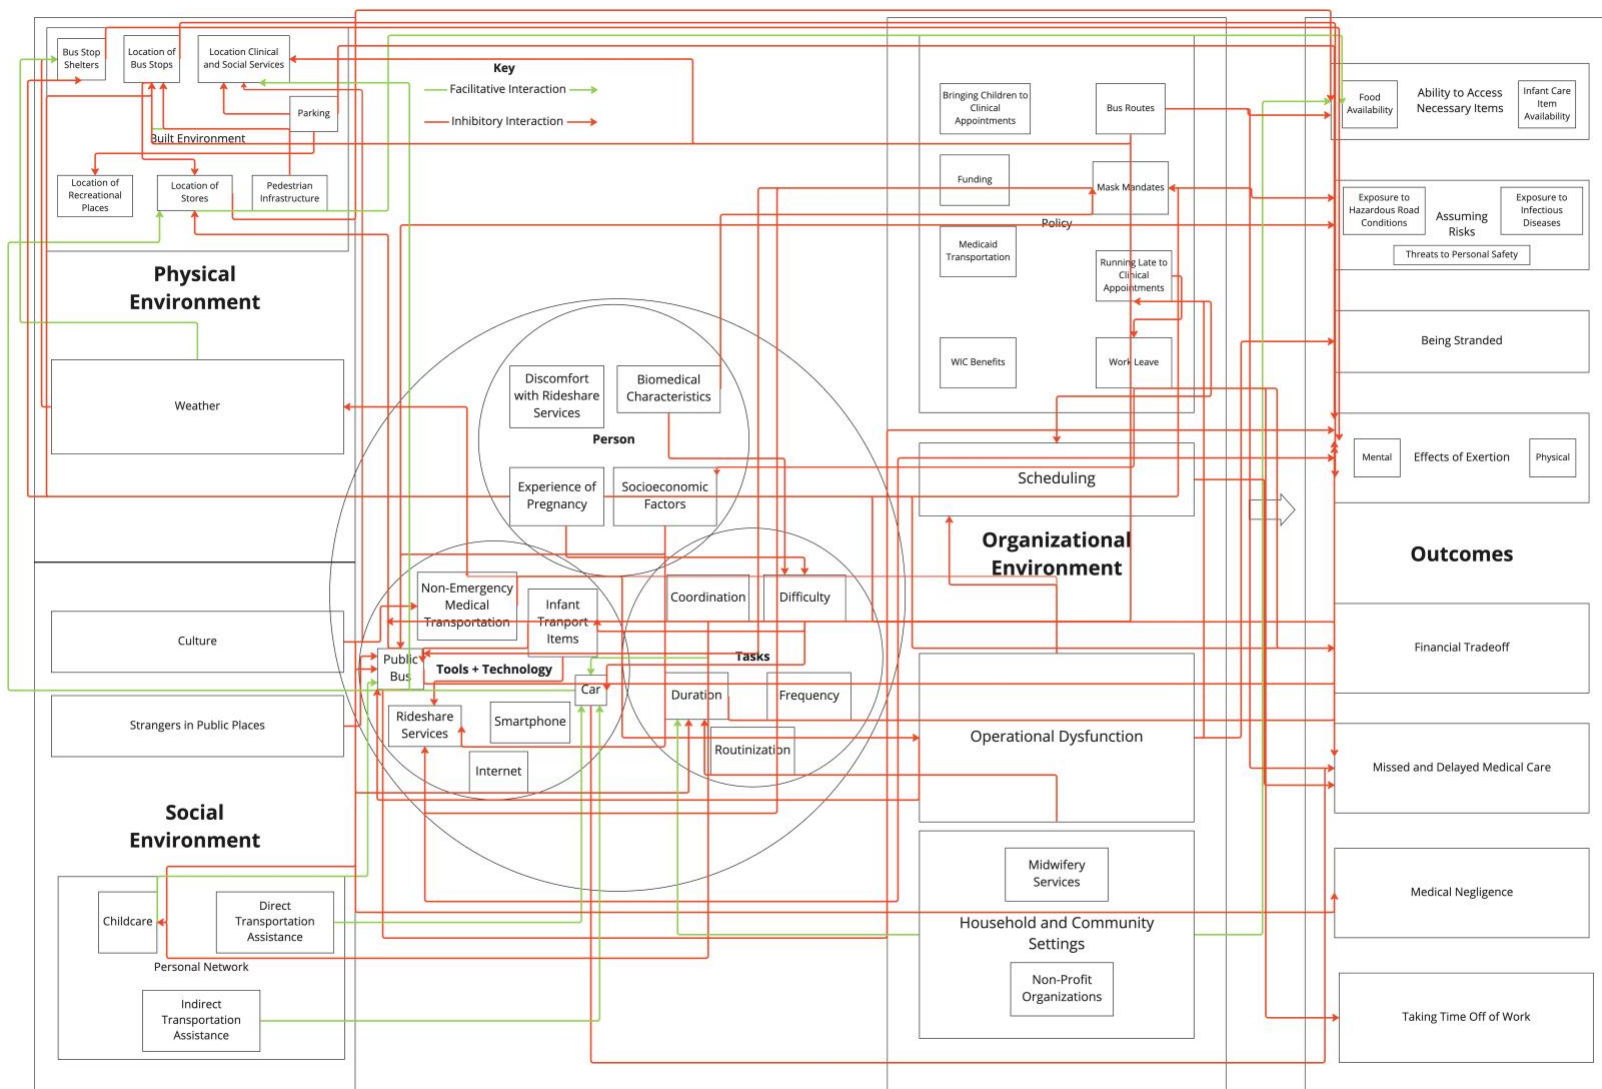 Bus Stop
Shelters
Location of
Bus Stops
Location Clinical
and Social Services
Parking
Built Environment
Location of
Recreational
Places
Location of
Stores
Pedestrian
Infrastructure
Key
Facilitative Interaction
Inhibitory Interaction
Physical
Environment
Weather
Culture
Strangers in Public Places
Social
Environment
Childcare
Direct
Transportation
Assistance
Personal Network
Indirect
Transportation
Assistance
Discomfort
with Rideshare
Services
Biomedical
Characteristics
Person
Experience of
Pregnancy
Socioeconomic
Factors
Non-Emergency
Medical
Transportation
Infant
Tranport
Items
Public
Bus
Tools + Technology
Car
Rideshare
Services
Smartphone
Internet
Coordination
Difficulty
Tasks
Duration
Frequency
Routinization
Bringing Children to
Clinical
Appointments
Bus Routes
Funding
Mask Mandates
Policy
Medicaid
Transportation
Running Late to
Clinical
Appointments
WIC Benefits
Work Leave
Scheduling
Organizational
Environment
Operational Dysfunction
Midwifery
Services
Household and Community
Settings
Non-Profit
Organizations
Food
Availability
Ability to Access
Necessary Items
Infant Care
Item
Availability
Exposure to
Hazardous Road
Conditions
Assuming
Risks
Exposure to
Infectious
Diseases
Threats to Personal Safety
Being Stranded
Mental
Effects of Exertion
Physical
Outcomes
Financial Tradeoff
Missed and Delayed Medical Care
Medical Negligence
Taking Time Off of Work